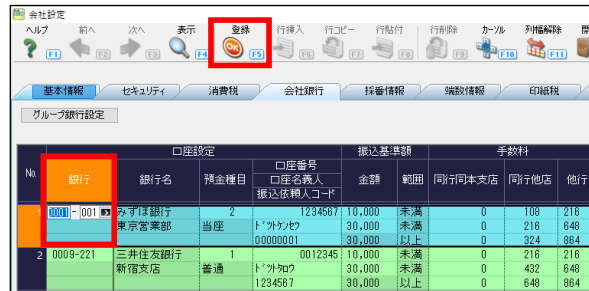 会社設定
ヘルプ 前へ 次へ 表示 登録 行挿入 行コピー 行貼付 行削除 カーソル 列幅解除
F1 F2 F3 F4 F5 F6 F7 F8 F9 F10 F11
基本情報 セキュリティ 消費税 会社銀行 採番情報 端数情報 印紙税
グループ銀行設定
口座設定 振込基準額 手数料
No. 銀行 銀行名 預金種目 口座番号 金額 範囲 同行同本支店 同行他店 他行
口座名義人
振込依頼人コード
1 0001 - 001 みずほ銀行 2 1234567 10,000 未満 0 108 216
東京営業部 当座 ﾄﾞﾂﾄｹﾝｾﾂ 30,000 未満 0 216 648
00000001 30,000 以上 0 324 864
2 0009-221 三井住友銀行 1 0012345 10,000 未満 0 216 216
新宿支店 普通 ﾄﾞﾂﾄﾀﾛｳ 30,000 未満 0 432 648
1234567 30,000 以上 0 648 864